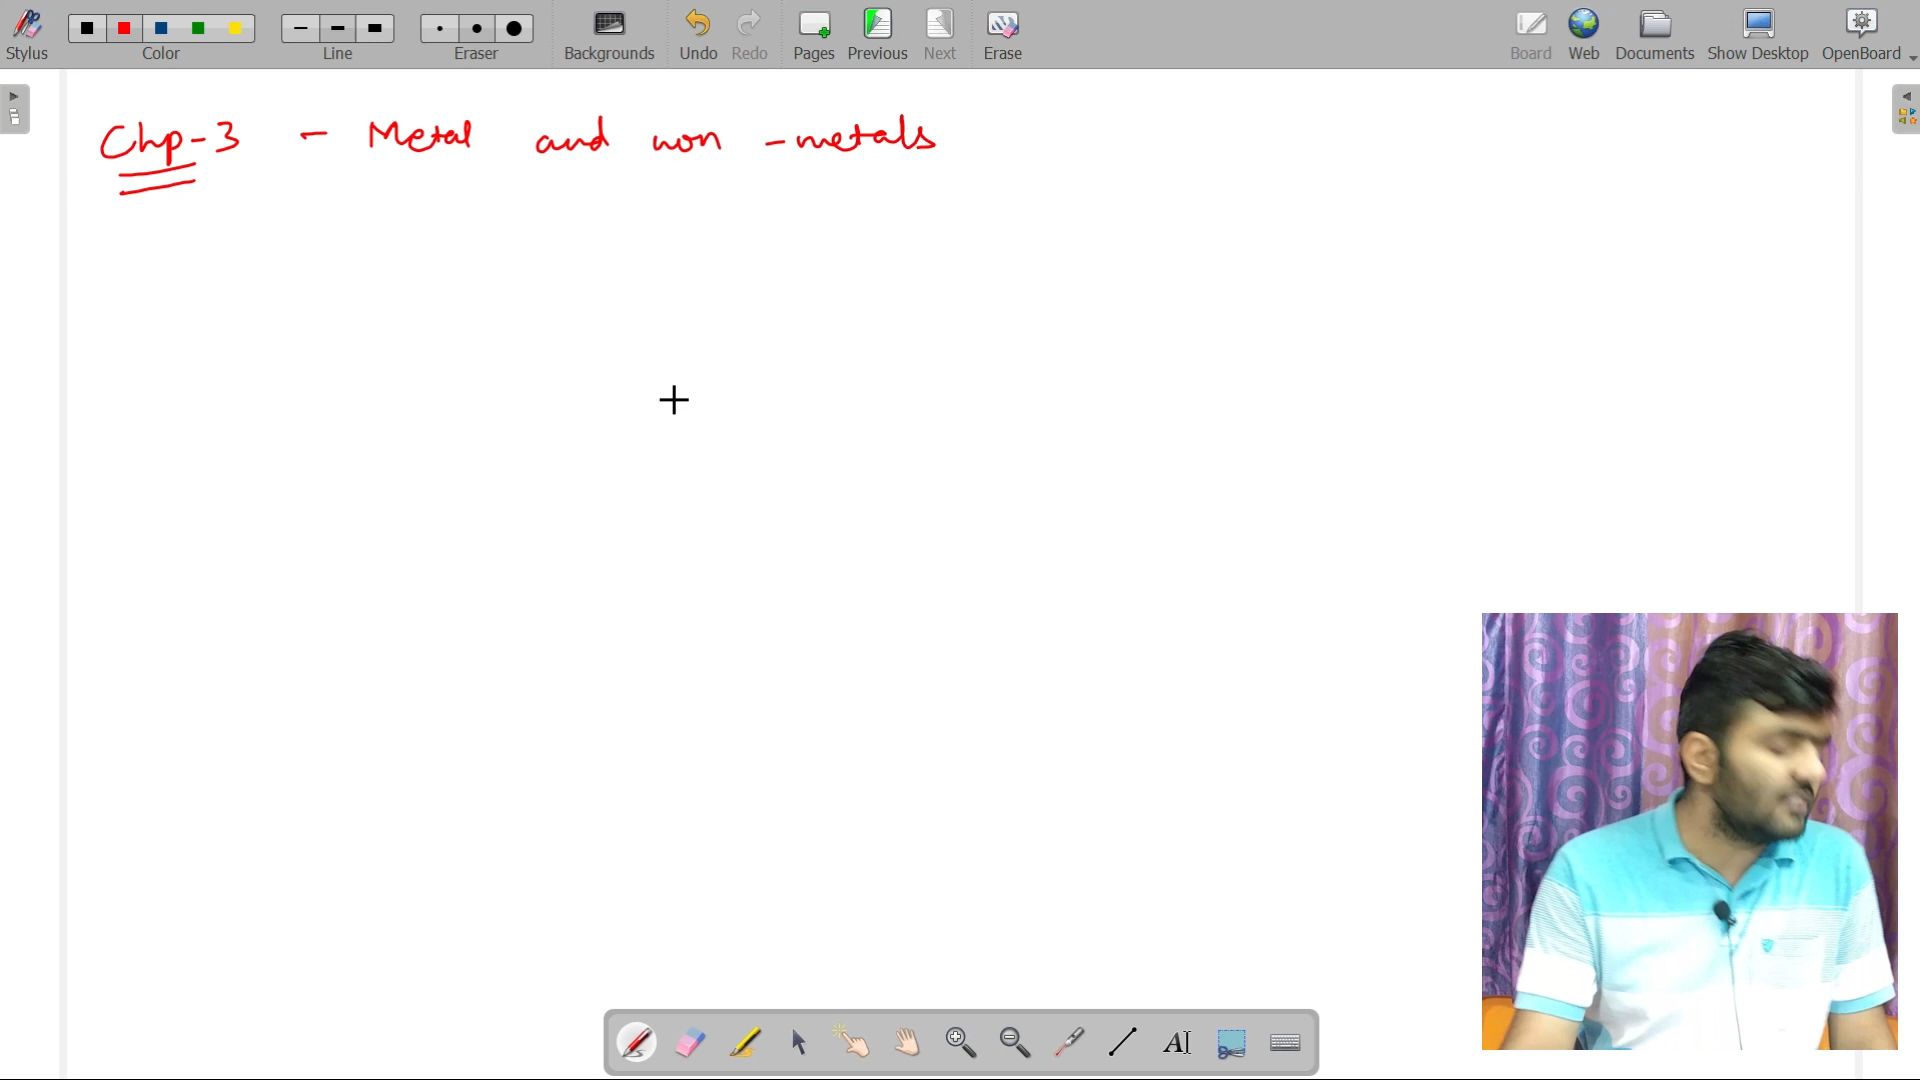 Stylus Color Line Eraser Backgrounds Undo Redo Pages Previous Next Erase Board Web Documents Show Desktop OpenBoard
Chp-3 - Metal and non -metals